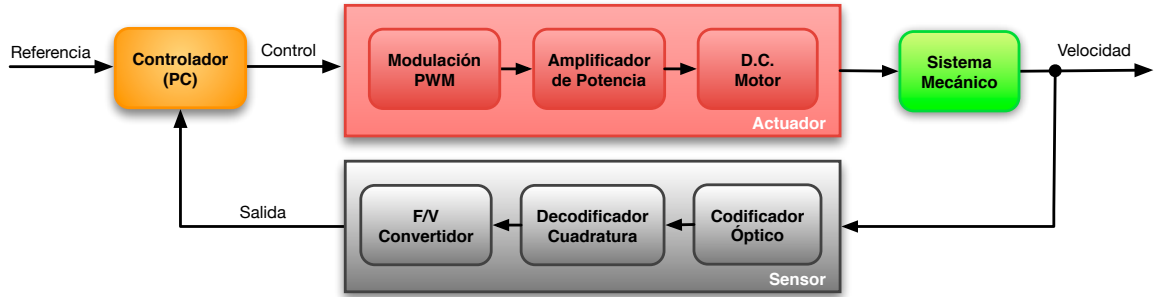 Referencia
Controlador
(PC)
Control
Modulación
PWM
Amplificador
de Potencia
D.C.
Motor
Actuador
Sistema
Mecánico
Velocidad
Salida
F/V
Convertidor
Decodificador
Cuadratura
Codificador
Óptico
Sensor